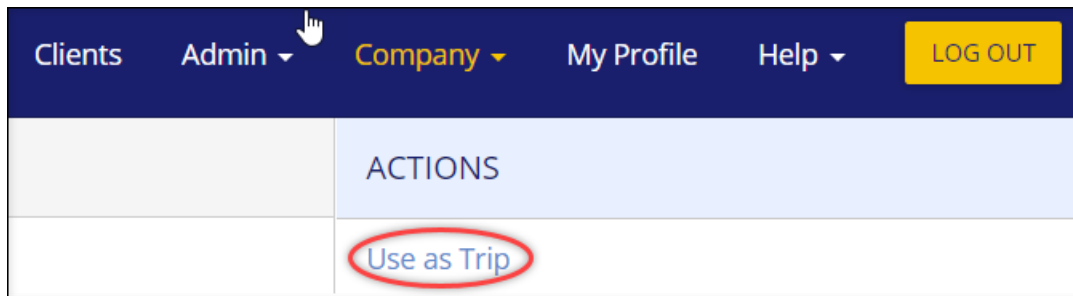 Clients Admin Company My Profile Help LOG OUT
ACTIONS
Use as Trip